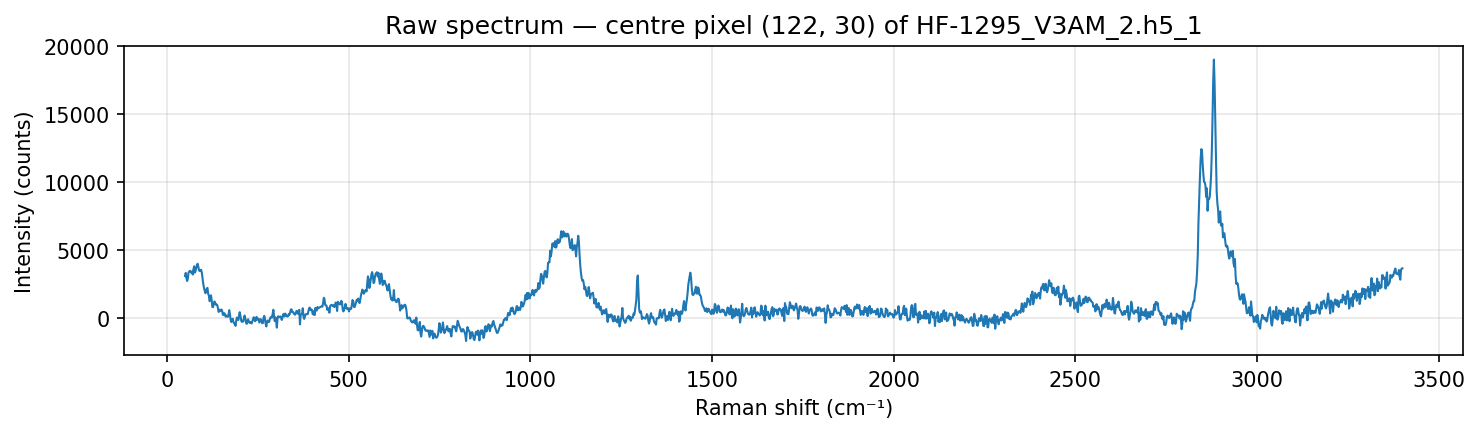 Raw spectrum — centre pixel (122, 30) of HF-1295_V3AM_2.h5_1
Intensity (counts)
20000
15000
10000
5000
0
0 500 1000 1500 2000 2500 3000 3500
Raman shift (cm⁻¹)